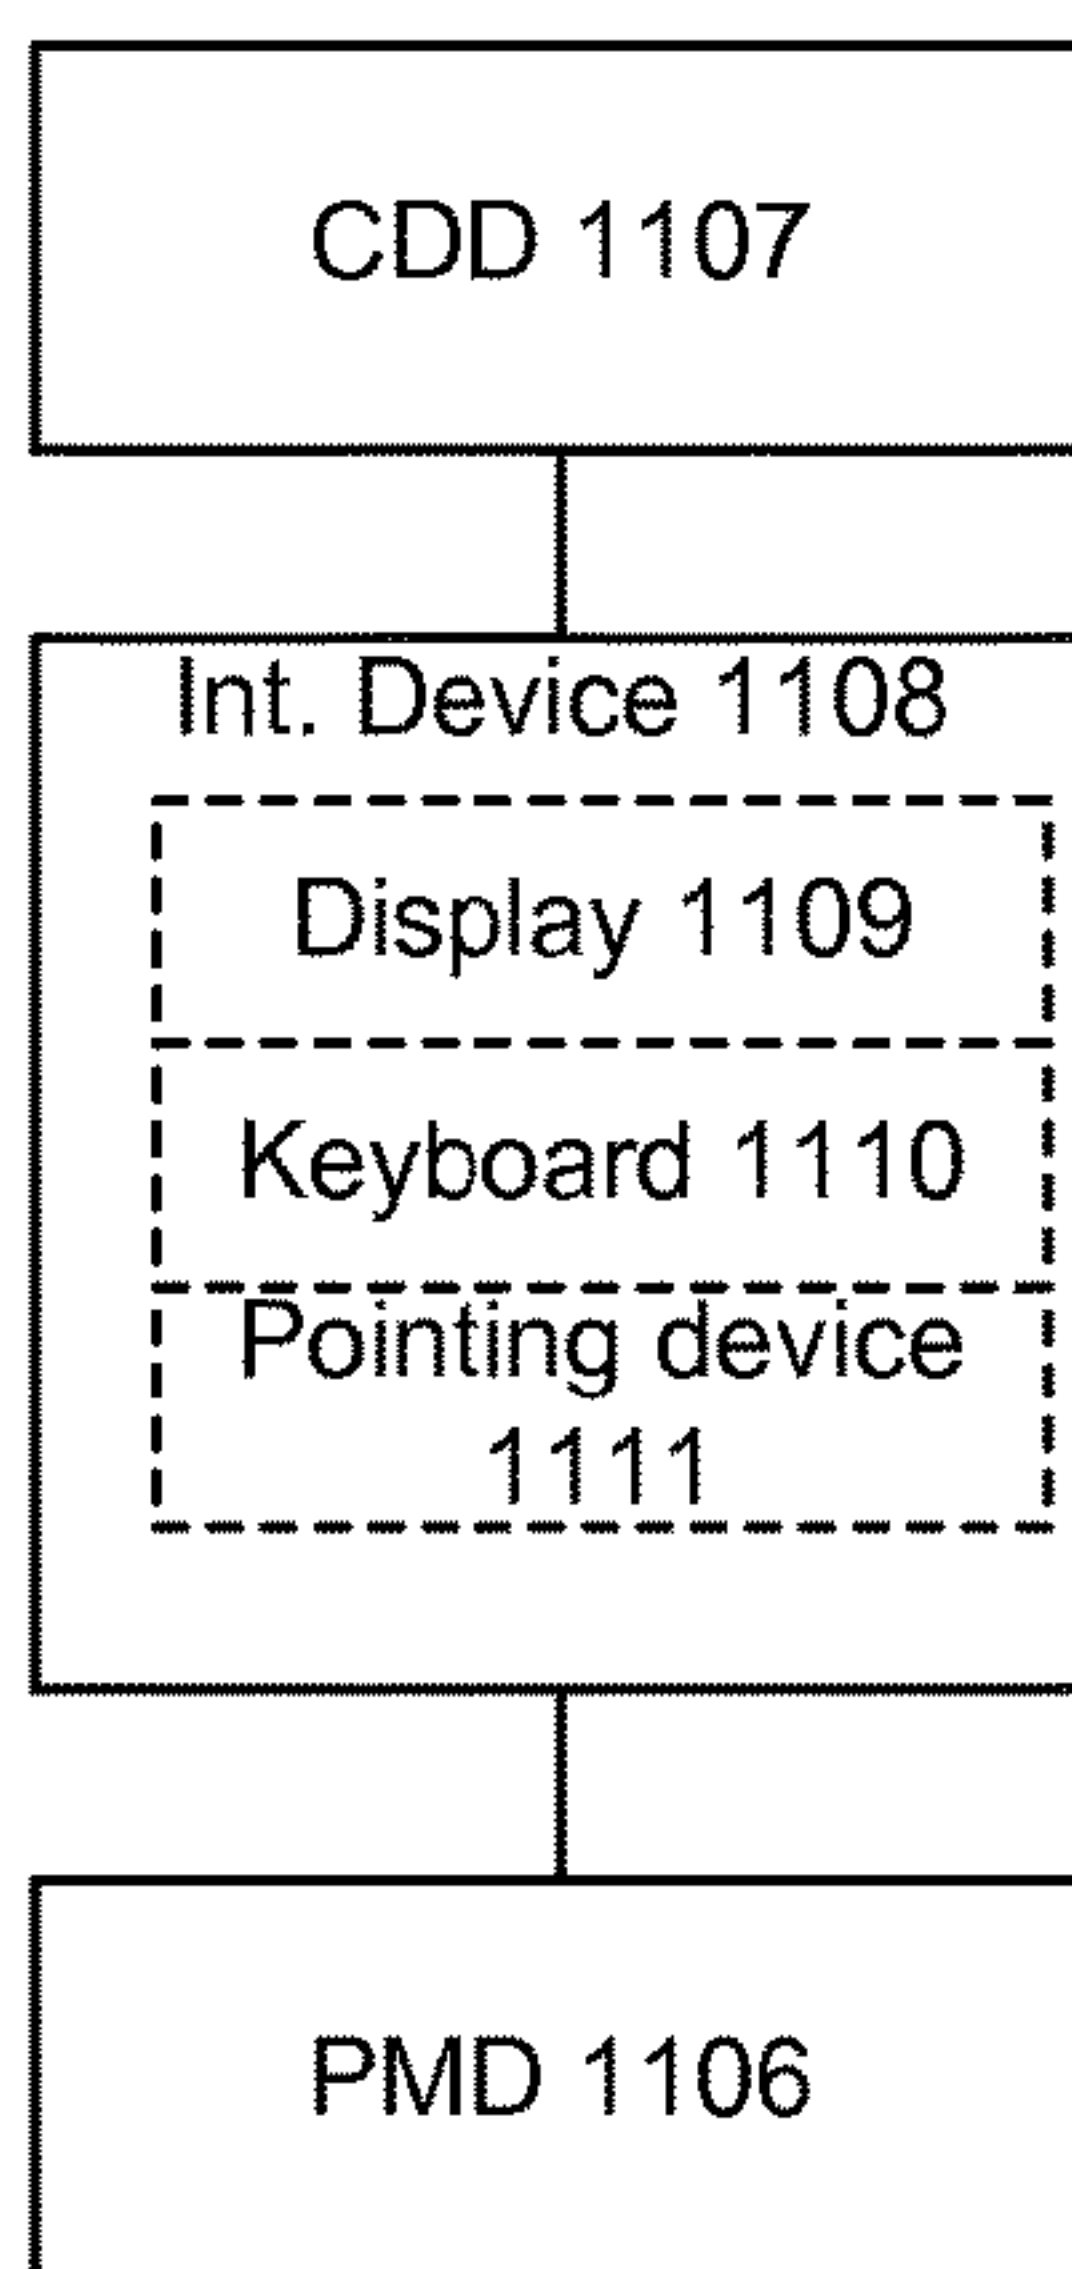 CDD 1107
Int. Device 1108
Display 1109
Keyboard 1110
Pointing device
1111
PMD 1106